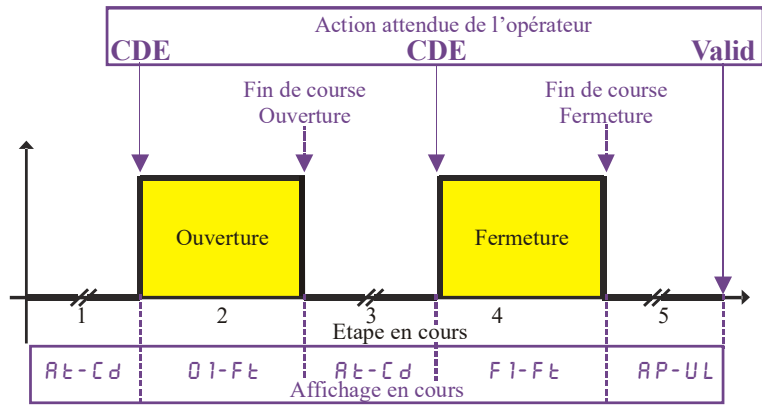 Action attendue de l'opérateur
CDE CDE Valid
Fin de course Fin de course
Ouverture Fermeture
Ouverture Fermeture
1 2 3 4 5
Etape en cours
At-Cd O1-Ft At-Cd F1-Ft AP-UL
Affichage en cours